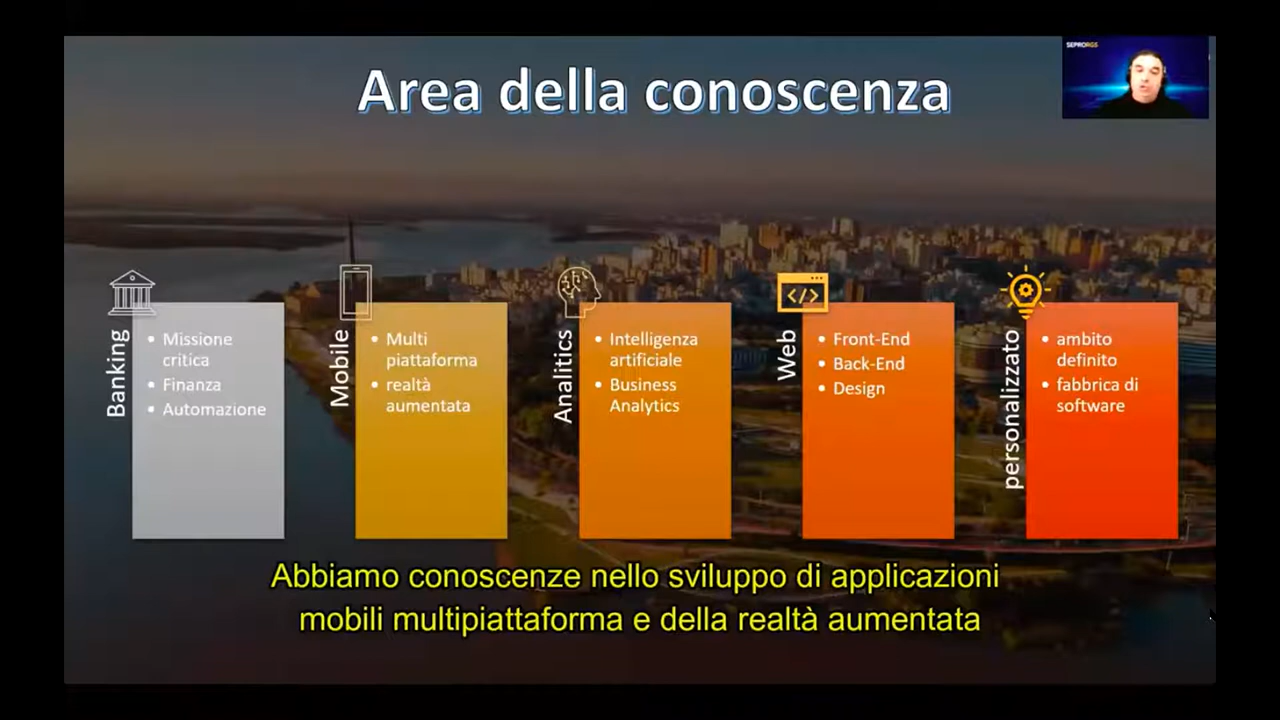 Area della conoscenza
SEPRORGS
Banking
• Missione
critica
• Finanza
• Automazione
Mobile
• Multi
piattaforma
• realtà
aumentata
Analitics
• Intelligenza
artificiale
• Business
Analytics
Web
• Front-End
• Back-End
• Design
personalizzato
• ambito
definito
• fabbrica di
software
Abbiamo conoscenze nello sviluppo di applicazioni
mobili multipiattaforma e della realtà aumentata